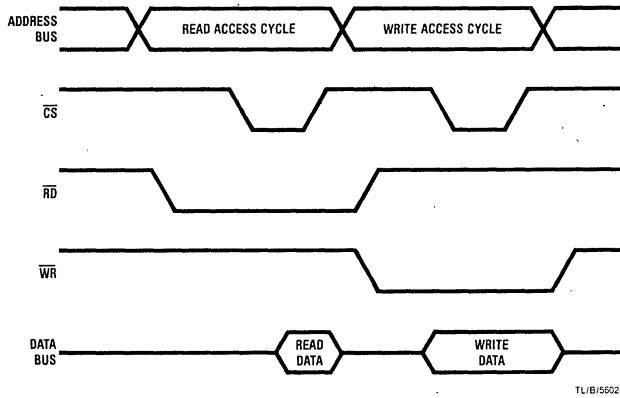 ADDRESS
BUS
READ ACCESS CYCLE
WRITE ACCESS CYCLE
CS
RD
WR
DATA
BUS
READ
DATA
WRITE
DATA
TL/B/5602-